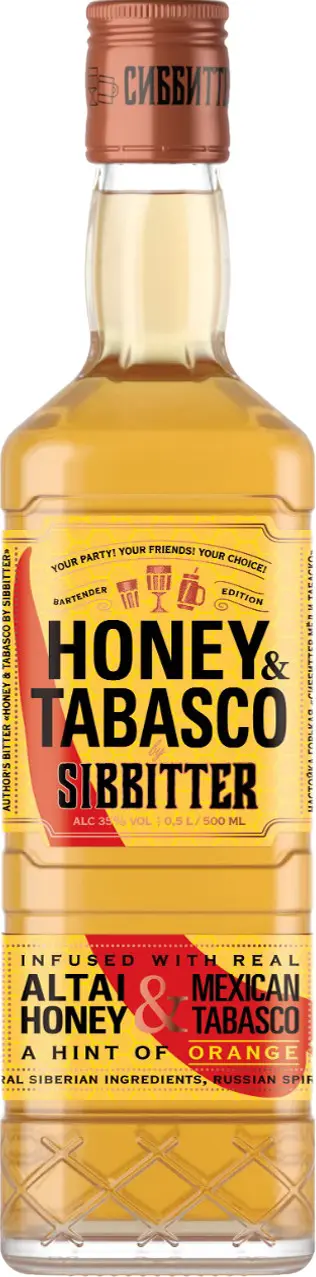 СИББИТТ
YOUR PARTY! YOUR FRIENDS! YOUR CHOICE!
BARTENDER EDITION
HONEY &
TABASCO
by
SIBBITTER
ALC 35% VOL | 0,5 L / 500 ML
AUTHOR'S BITTER «HONEY & TABASCO BY SIBBITTER»
НАСТОЙКА ГОРЬКАЯ «СИББИТТЕР МЁД И ТАБАСКО»
INFUSED WITH REAL
ALTAI HONEY & MEXICAN TABASCO
A HINT OF ORANGE
RAL SIBERIAN INGREDIENTS, RUSSIAN SPIR